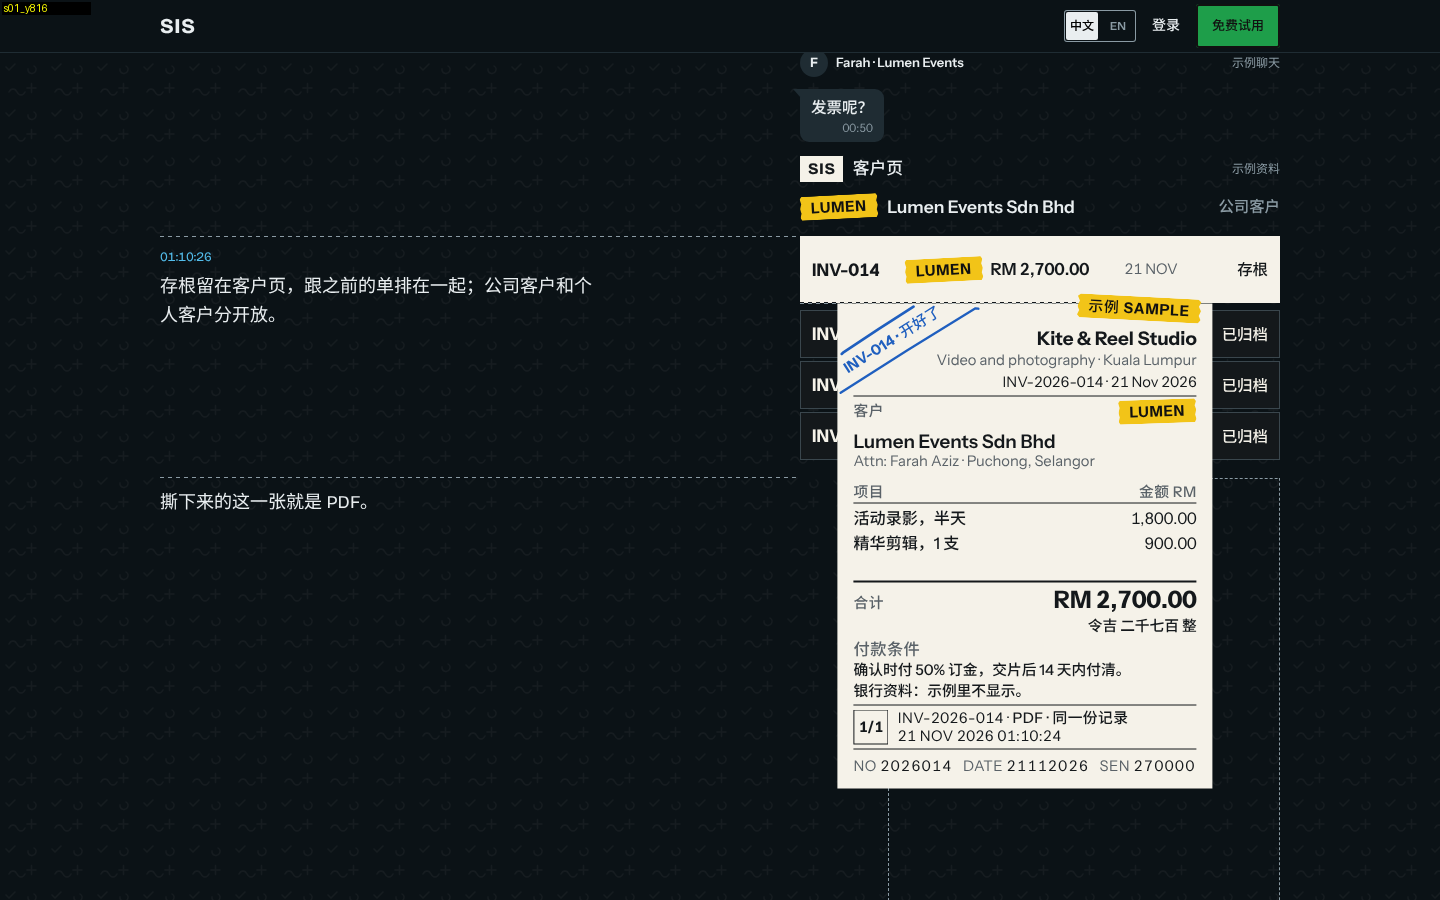 s01_y816
SIS
中文 EN 登录 免费试用
F Farah · Lumen Events 示例聊天
发票呢？
00:50
SIS 客户页 示例资料
LUMEN Lumen Events Sdn Bhd 公司客户
01:10:26
存根留在客户页，跟之前的单排在一起；公司客户和个
人客户分开放。
INV-014 LUMEN RM 2,700.00 21 NOV 存根
INV 已归档
INV 已归档
INV 已归档
示例 SAMPLE
INV-014 · 开好了
Kite & Reel Studio
Video and photography · Kuala Lumpur
INV-2026-014 · 21 Nov 2026
客户 LUMEN
Lumen Events Sdn Bhd
Attn: Farah Aziz · Puchong, Selangor
撕下来的这一张就是 PDF。
项目 金额 RM
活动录影，半天 1,800.00
精华剪辑，1 支 900.00
合计 RM 2,700.00
令吉 二千七百 整
付款条件
确认时付 50% 订金，交片后 14 天内付清。
银行资料：示例里不显示。
1/1 INV-2026-014 · PDF · 同一份记录
21 NOV 2026 01:10:24
NO 2026014 DATE 21112026 SEN 270000